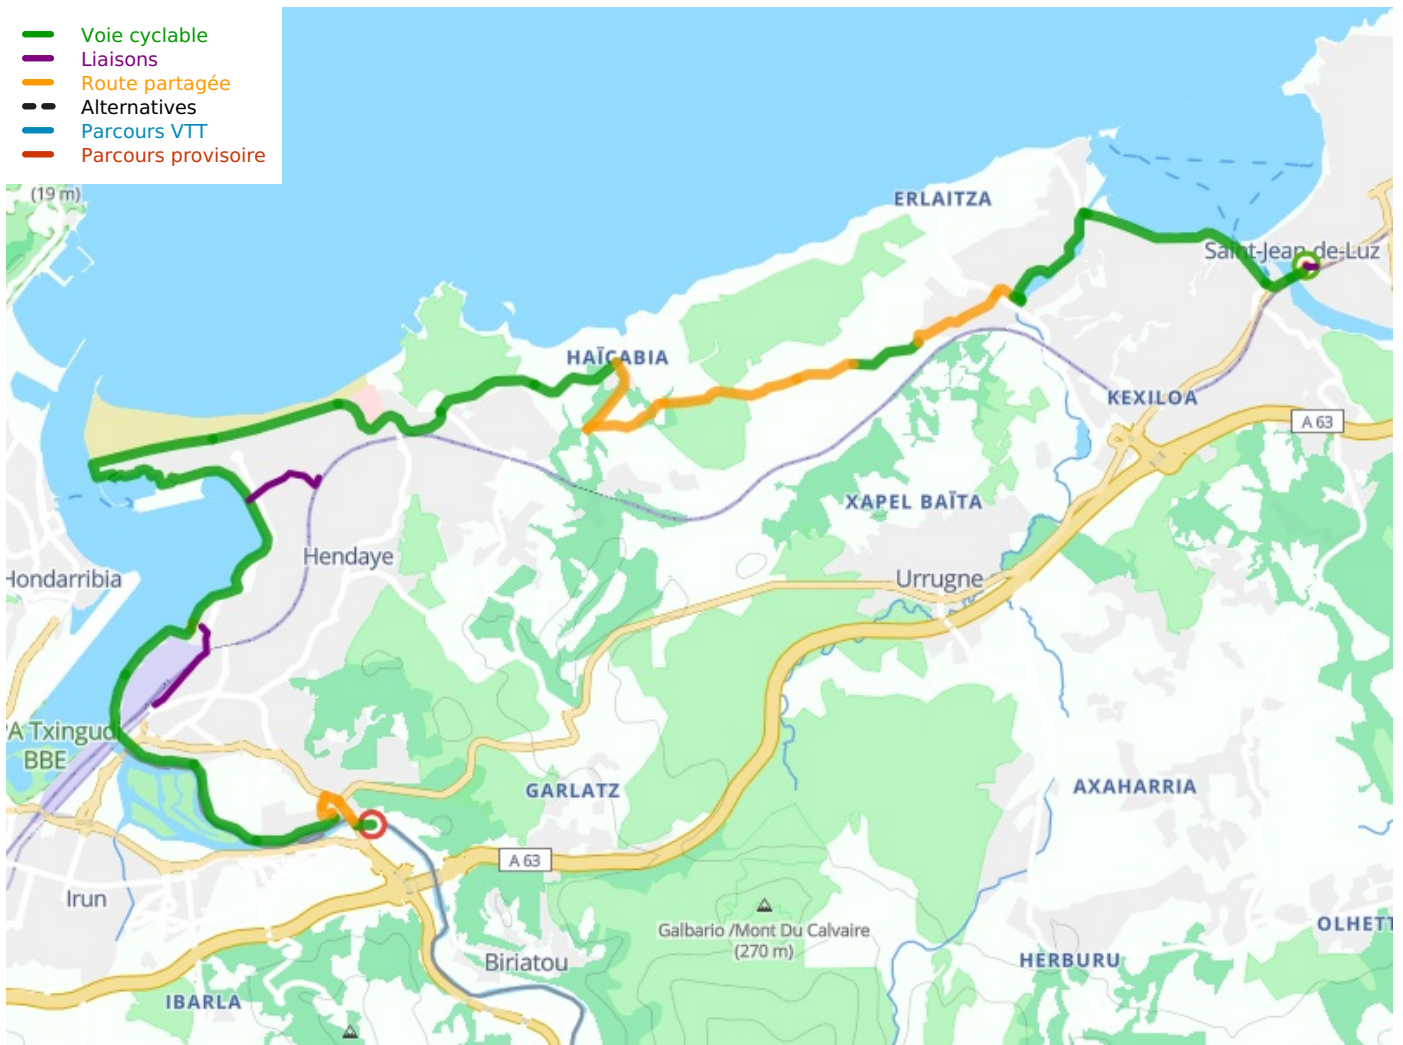 Voie cyclable
Liaisons
Route partagée
Alternatives
Parcours VTT
Parcours provisoire
(19 m)
ERLAITZA
Saint-Jean-de-Luz
HAÏÇABIA
KEXILOA
A 63
XAPEL BAÏTA
Hendaye
Hondarribia
Urrugne
A Txingudi
BBE
GARLATZ
AXAHARRIA
A 63
Irun
Galbario /Mont Du Calvaire
(270 m)
OLHETT
Biriatou
HERBURU
IBARLA